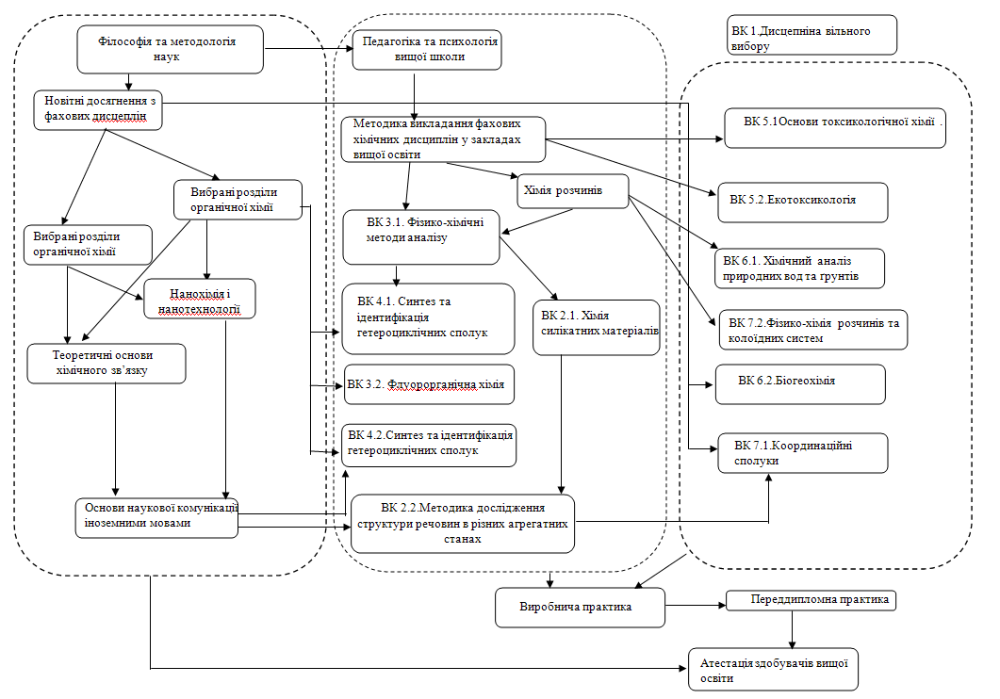 Філософія та методологія
наук
Педагогіка та психологія
вищої школи
ВК 1.Дисцепніна вільного
вибору
Новітні досягнення з
фахових дисцеплін
Методика викладання фахових
хімічних дисциплін у закладах
вищої освіти
ВК 5.1Основи токсикологічної хімії .
Вибрані розділи
органічної хімії
Хімія розчинів
ВК 5.2.Екотоксикологія
Вибрані розділи
органічної хімії
ВК 3.1. Фізико-хімічні
методи аналізу
ВК 6.1. Хімічний аналіз
природних вод та ґрунтів
Нанохімія і
нанотехнології
ВК 4.1. Синтез та
ідентифікація
гетероциклічних сполук
ВК 2.1. Хімія
силікатних матеріалів
ВК 7.2.Фізико-хімія розчинів та
колоїдних систем
Теоретичні основи
хімічного зв’язку
ВК 3.2. Флуорорганічна хімія
ВК 6.2.Біогеохімія
ВК 4.2.Синтез та ідентифікація
гетероциклічних сполук
ВК 7.1.Координаційні
сполуки
Основи наукової комунікації
іноземними мовами
ВК 2.2.Методика дослідження
структури речовин в різних агрегатних
станах
Виробнича практика
Переддипломна практика
Атестація здобувачів вищої
освіти